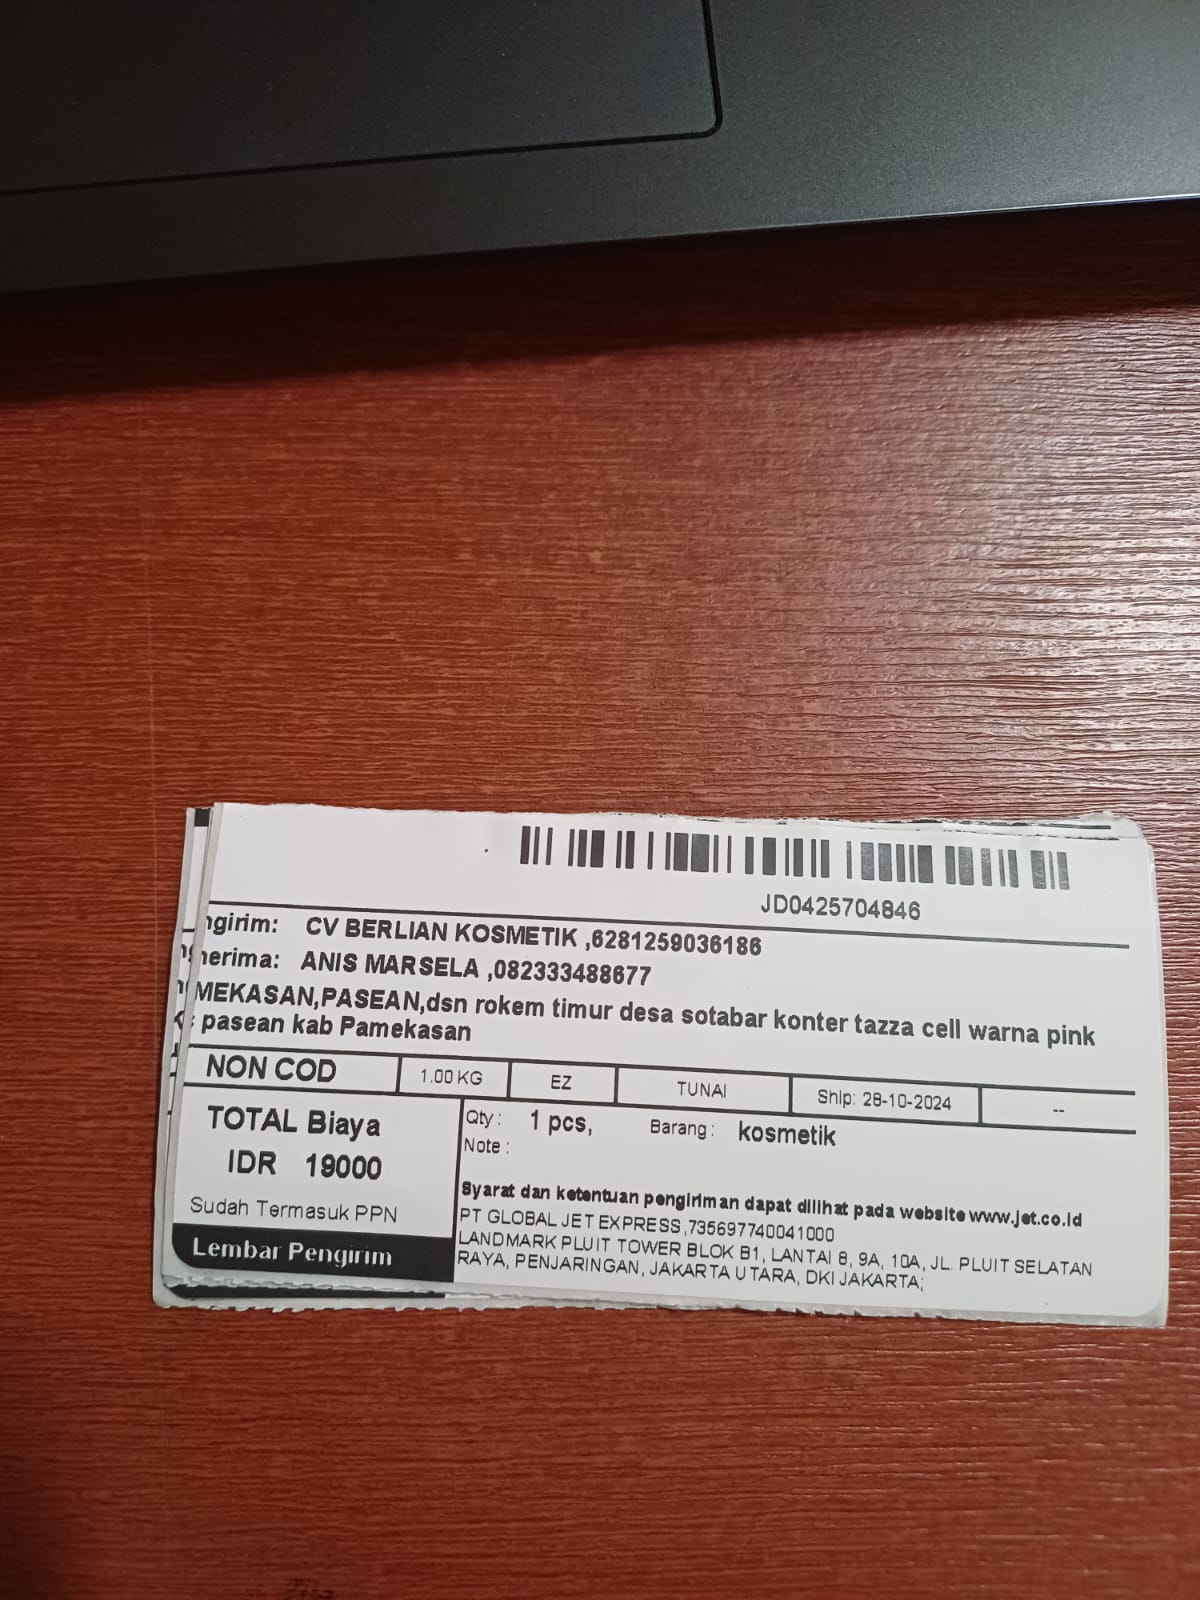 JD0425704846
ngirim: CV BERLIAN KOSMETIK ,6281259036186
nerima: ANIS MARSELA ,082333488677
MEKASAN,PASEAN,dsn rokem timur desa sotabar konter tazza cell warna pink
: pasean kab Pamekasan
NON COD 1.00 KG EZ TUNAI Ship: 28-10-2024 --
TOTAL Biaya Qty : 1 pcs, Barang : kosmetik
IDR 19000 Note :
Sudah Termasuk PPN Syarat dan ketentuan pengiriman dapat dilihat pada website www.jet.co.id
PT GLOBAL JET EXPRESS,735697740041000
Lembar Pengirim LANDMARK PLUIT TOWER BLOK B1, LANTAI 8, 9A, 10A, JL. PLUIT SELATAN
RAYA, PENJARINGAN, JAKARTA UTARA, DKI JAKARTA;